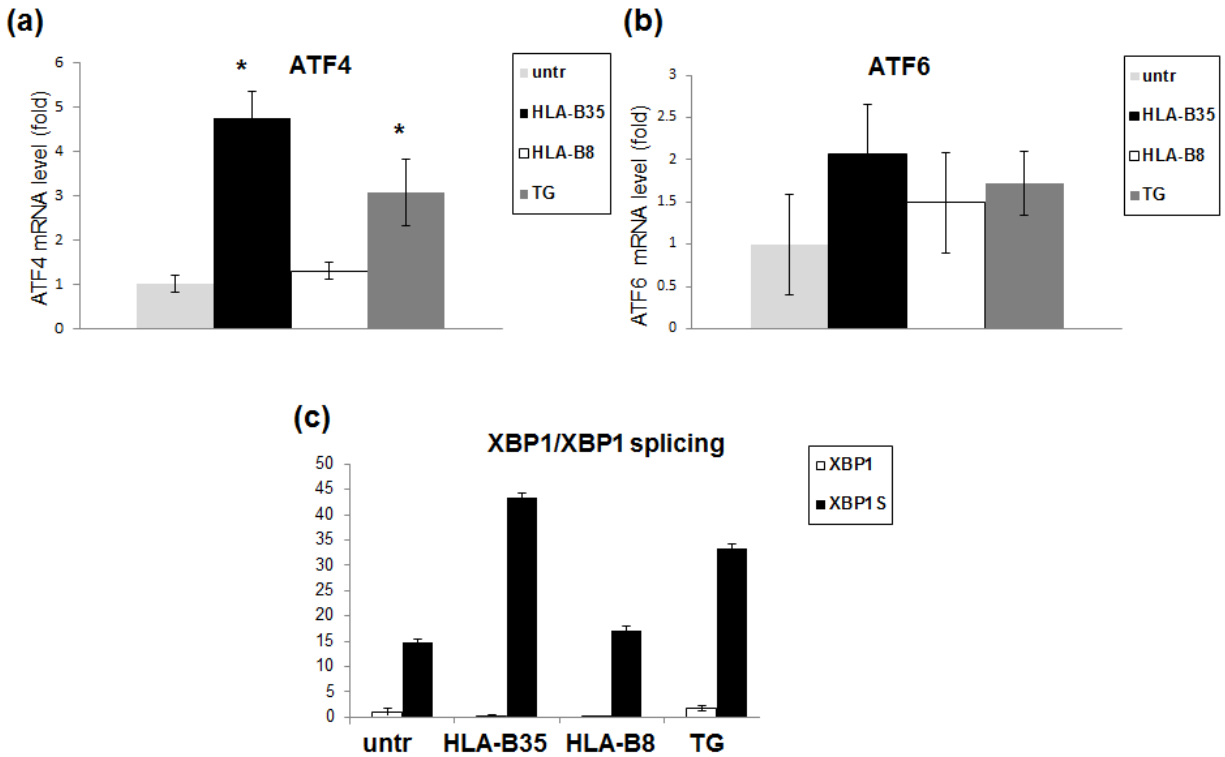 (a)
ATF4
*
*
ATF4 mRNA level (fold)
6
5
4
3
2
1
0
untr
HLA-B35
HLA-B8
TG
(b)
ATF6
ATF6 mRNA level (fold)
3
2.5
2
1.5
1
0.5
0
untr
HLA-B35
HLA-B8
TG
(c)
XBP1/XBP1 splicing
50
45
40
35
30
25
20
15
10
5
0
untr HLA-B35 HLA-B8 TG
XBP1
XBP1S